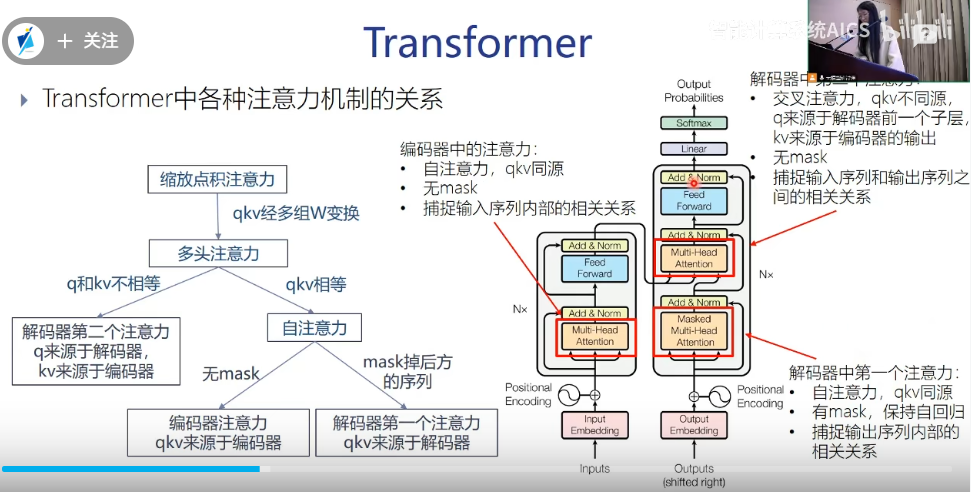 关注
Transformer
统AICS
bilibili
Transformer中各种注意力机制的关系
缩放点积注意力
qkv经多组W变换
多头注意力
q和kv不相等
qkv相等
解码器第二个注意力
q来源于解码器，
kv来源于编码器
自注意力
无mask
mask掉后方
的序列
编码器注意力
qkv来源于编码器
解码器第一个注意力
qkv来源于解码器
编码器中的注意力：
自注意力，qkv同源
无mask
捕捉输入序列内部的相关关系
Output
Probabilities
Softmax
Linear
Add & Norm
Feed
Forward
Add & Norm
Multi-Head
Attention
Add & Norm
Masked
Multi-Head
Attention
N×
Add & Norm
Feed
Forward
N×
Add & Norm
Multi-Head
Attention
Positional
Encoding
Positional
Encoding
Input
Embedding
Output
Embedding
Inputs
Outputs
(shifted right)
解码器中第二个注意力：
交叉注意力，qkv不同源，
q来源于解码器前一个子层，
kv来源于编码器的输出
无mask
捕捉输入序列和输出序列之
间的相关关系
解码器中第一个注意力：
自注意力，qkv同源
有mask，保持自回归
捕捉输出序列内部的
相关关系